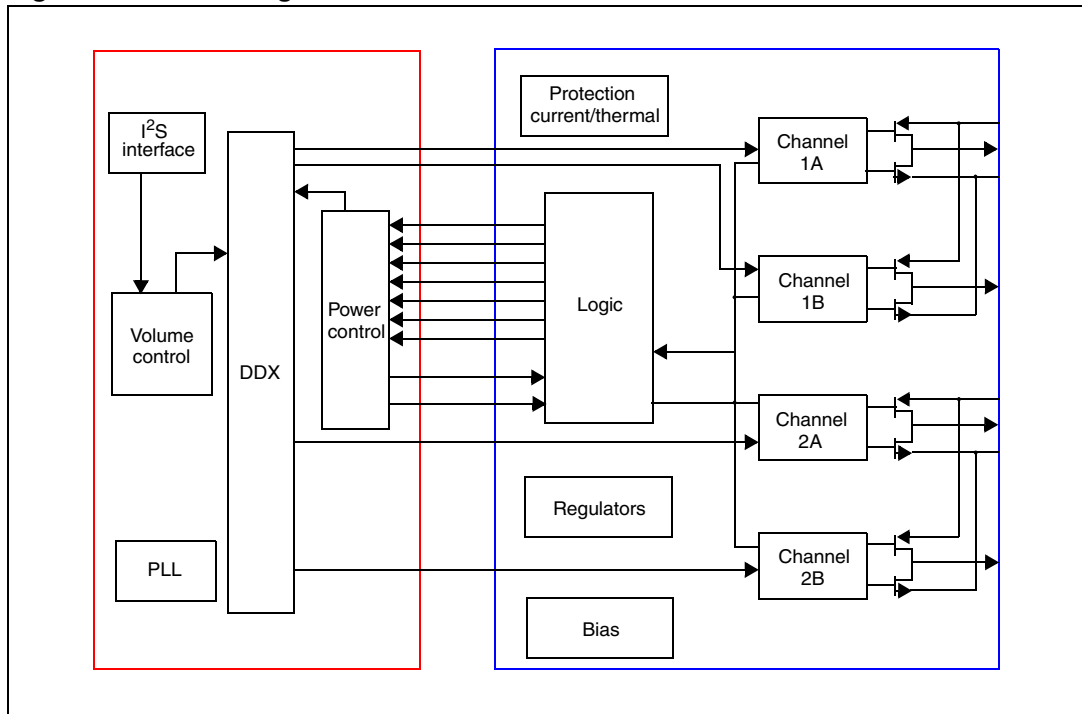 I2S
interface
Volume
control
DDX
Power
control
PLL
Protection
current/thermal
Logic
Regulators
Bias
Channel
1A
Channel
1B
Channel
2A
Channel
2B